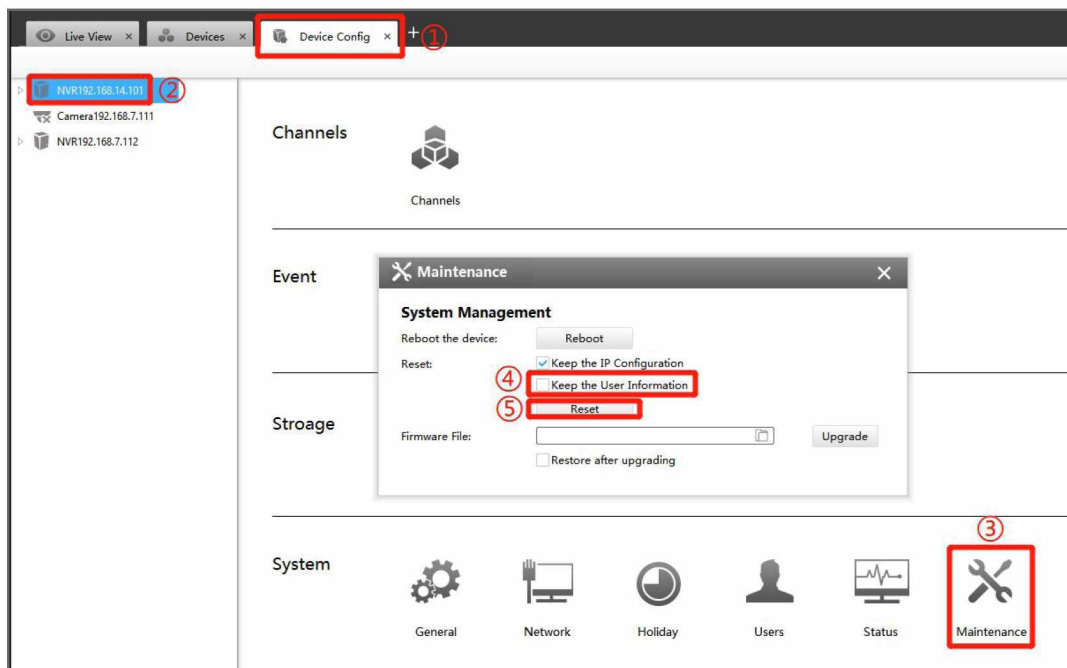 Live View × Devices × Device Config × + ①
NVR192.168.14.101 ②
Camera192.168.7.111
NVR192.168.7.112
Channels
Channels
Event
Maintenance ×
System Management
Reboot the device: Reboot
Reset: Keep the IP Configuration
④ Keep the User Information
⑤ Reset
Firmware File: Upgrade
Restore after upgrading
Stroage
③
System
General Network Holiday Users Status Maintenance